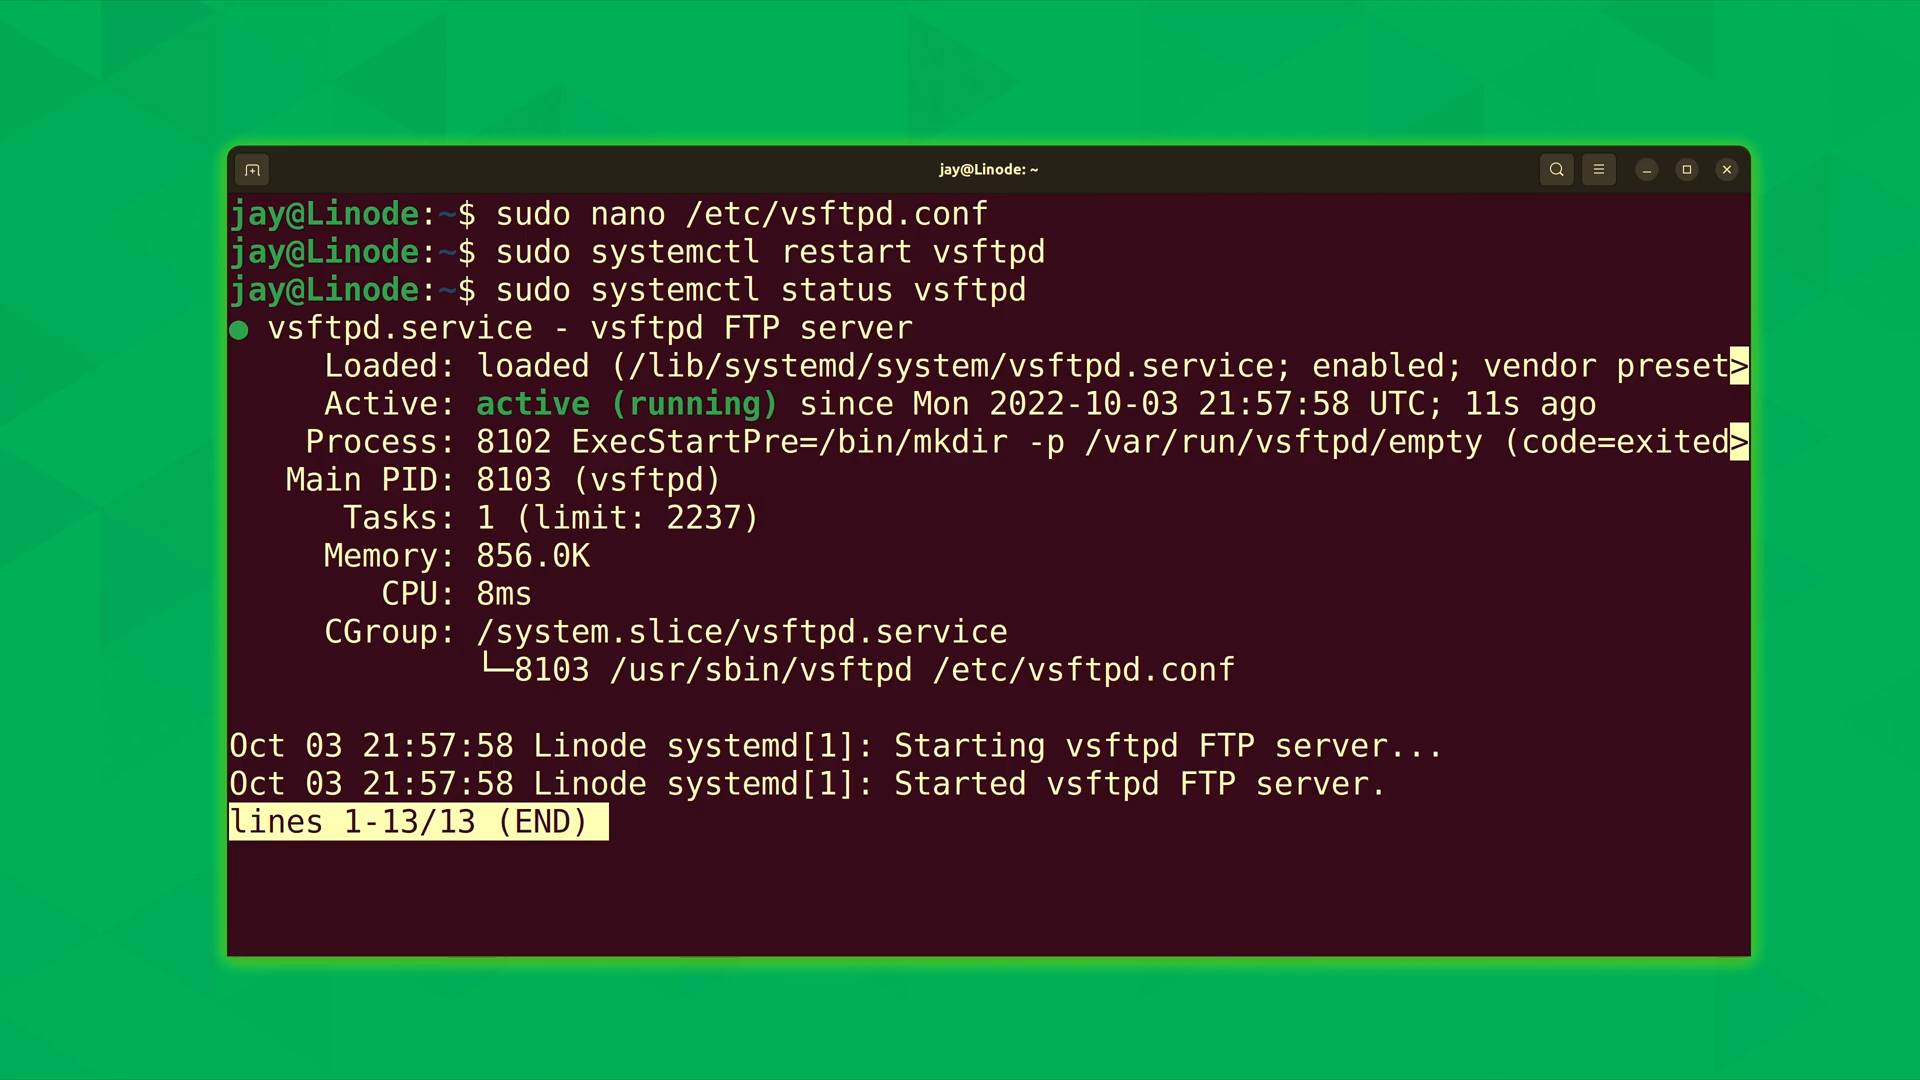 jay@Linode: ~
jay@Linode:~$ sudo nano /etc/vsftpd.conf
jay@Linode:~$ sudo systemctl restart vsftpd
jay@Linode:~$ sudo systemctl status vsftpd
● vsftpd.service - vsftpd FTP server
     Loaded: loaded (/lib/systemd/system/vsftpd.service; enabled; vendor preset>
     Active: active (running) since Mon 2022-10-03 21:57:58 UTC; 11s ago
    Process: 8102 ExecStartPre=/bin/mkdir -p /var/run/vsftpd/empty (code=exited>
   Main PID: 8103 (vsftpd)
      Tasks: 1 (limit: 2237)
     Memory: 856.0K
        CPU: 8ms
     CGroup: /system.slice/vsftpd.service
             └─8103 /usr/sbin/vsftpd /etc/vsftpd.conf
Oct 03 21:57:58 Linode systemd[1]: Starting vsftpd FTP server...
Oct 03 21:57:58 Linode systemd[1]: Started vsftpd FTP server.
lines 1-13/13 (END)